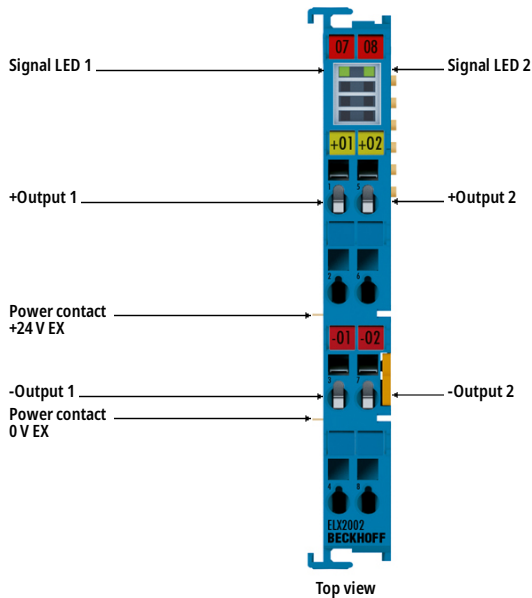 07 08
Signal LED 1
Signal LED 2
+01 +02
1 5
+Output 1
+Output 2
2 6
Power contact
+24 V EX
-01 -02
3 7
-Output 1
-Output 2
Power contact
0 V EX
4 8
ELX2002
BECKHOFF
Top view